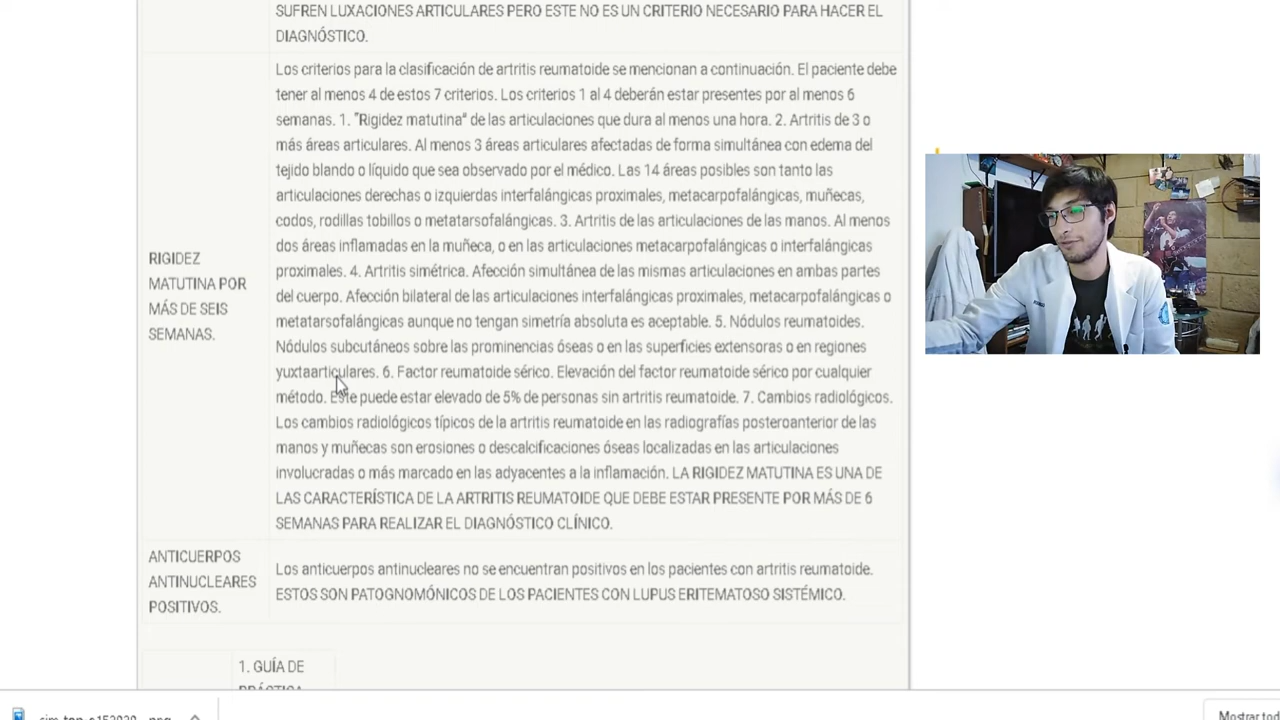 SUFREN LUXACIONES ARTICULARES PERO ESTE NO ES UN CRITERIO NECESARIO PARA HACER EL
DIAGNÓSTICO.
RIGIDEZ
MATUTINA POR
MÁS DE SEIS
SEMANAS.
Los criterios para la clasificación de artritis reumatoide se mencionan a continuación. El paciente debe
tener al menos 4 de estos 7 criterios. Los criterios 1 al 4 deberán estar presentes por al menos 6
semanas. 1. "Rigidez matutina" de las articulaciones que dura al menos una hora. 2. Artritis de 3 o
más áreas articulares. Al menos 3 áreas articulares afectadas de forma simultánea con edema del
tejido blando o líquido que sea observado por el médico. Las 14 áreas posibles son tanto las
articulaciones derechas o izquierdas interfalángicas proximales, metacarpofalángicas, muñecas,
codos, rodilla tobillos o metatarsofalángicas. 3. Artritis de las articulaciones de las manos. Al menos
dos áreas inflamadas en la muñeca, o en las articulaciones metacarpofalángicas o interfalángicas
proximales. 4. Artritis simétrica. Afección simultánea de las mismas articulaciones en ambas partes
del cuerpo. Afección bilateral de las articulaciones interfalángicas proximales, metacarpofalángicas o
metatarsofalángicas aunque no tengan simetría absoluta es aceptable. 5. Nódulos reumatoides.
Nódulos subcutáneos sobre las prominencias óseas o en las superficies extensoras o en regiones
yuxtaarticulares. 6. Factor reumatoide sérico. Elevación del factor reumatoide sérico por cualquier
método. Este puede estar elevado de 5% de personas sin artritis reumatoide. 7. Cambios radiológicos.
Los cambios radiológicos típicos de la artritis reumatoide en las radiografías posteroanterior de las
manos y muñecas son erosiones o descalcificaciones óseas localizadas en las articulaciones
involucradas o más marcado en las adyacentes a la inflamación. LA RIGIDEZ MATUTINA ES UNA DE
LAS CARACTERÍSTICA DE LA ARTRITIS REUMATOIDE QUE DEBE ESTAR PRESENTE POR MÁS DE 6
SEMANAS PARA REALIZAR EL DIAGNÓSTICO CLÍNICO.
ANTICUERPOS
ANTINUCLEARES
POSITIVOS.
Los anticuerpos antinucleares no se encuentran positivos en los pacientes con artritis reumatoide.
ESTOS SON PATOGNOMÓNICOS DE LOS PACIENTES CON LUPUS ERITEMATOSO SISTÉMICO.
1. GUÍA DE
PRÁCTICA
Mostrar tod